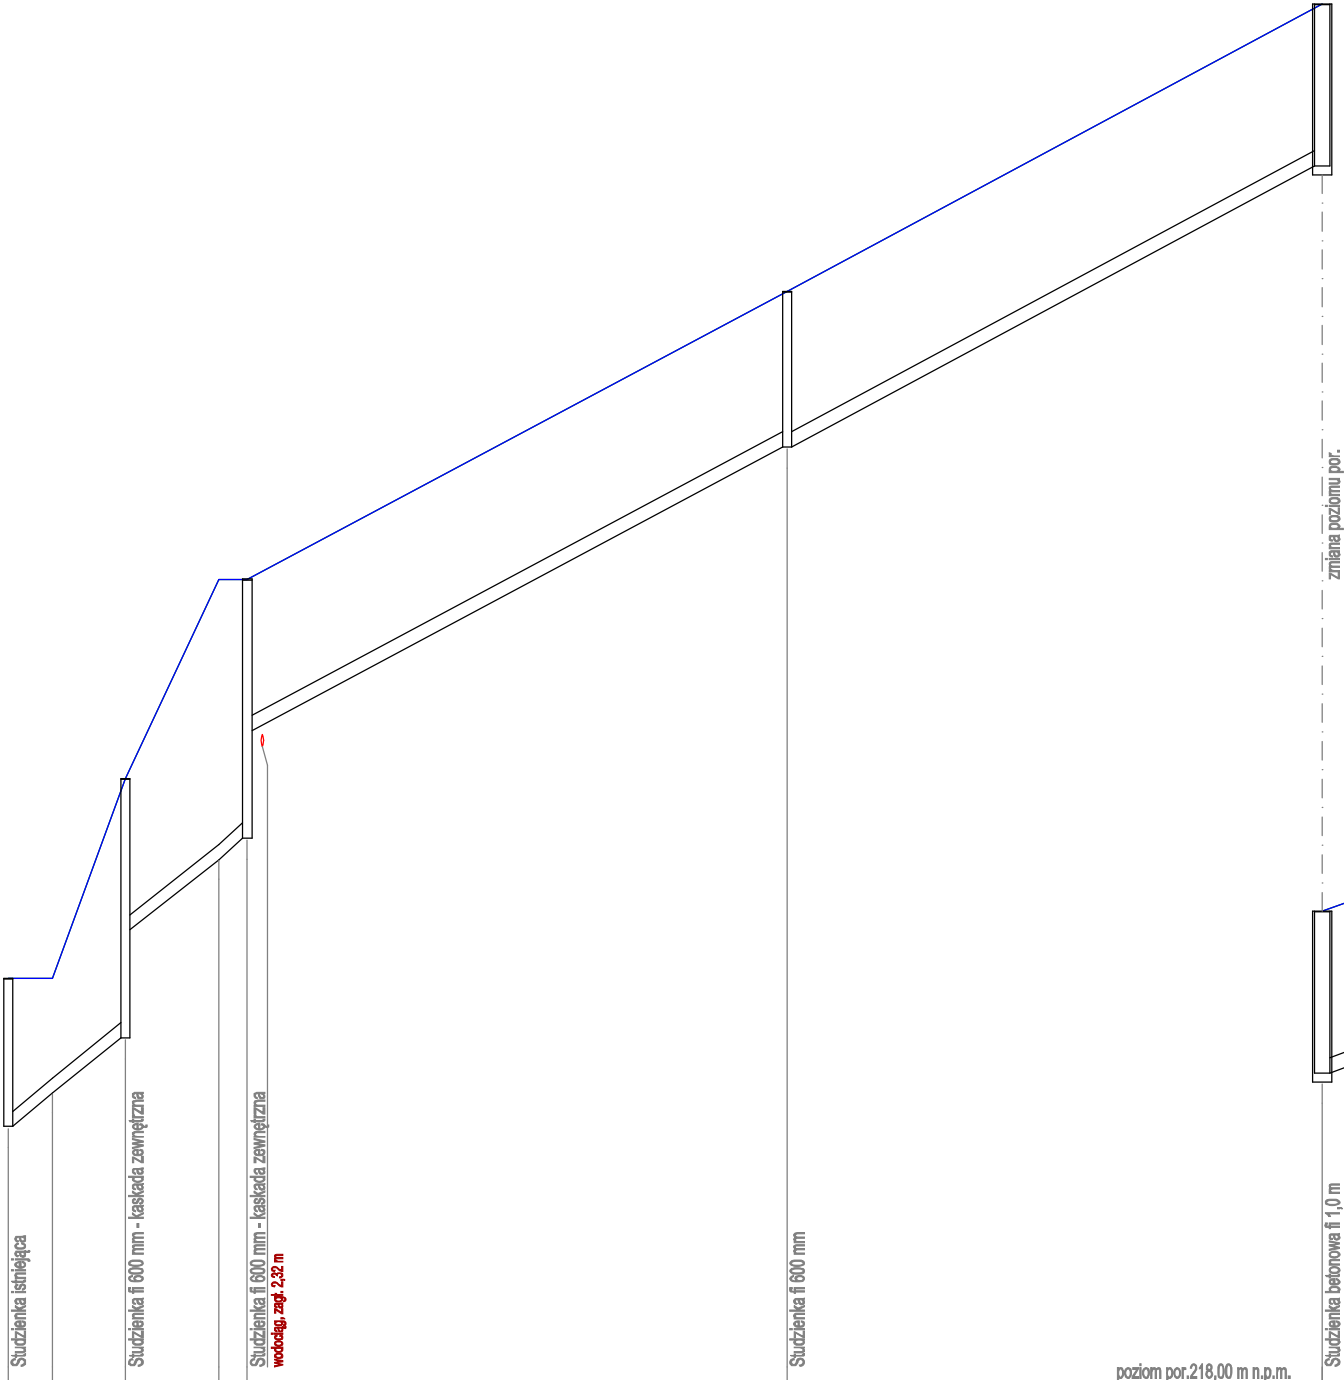 Studzienka istniejąca
Studzienka fi 600 mm - kaskada zewnętrzna
Studzienka fi 600 mm - kaskada zewnętrzna
wodociąg, zagł. 2,32 m
Studzienka fi 600 mm
zmiana poziomu por.
Studzienka betonowa fi 1,0 m
poziom por.218,00 m n.p.m.